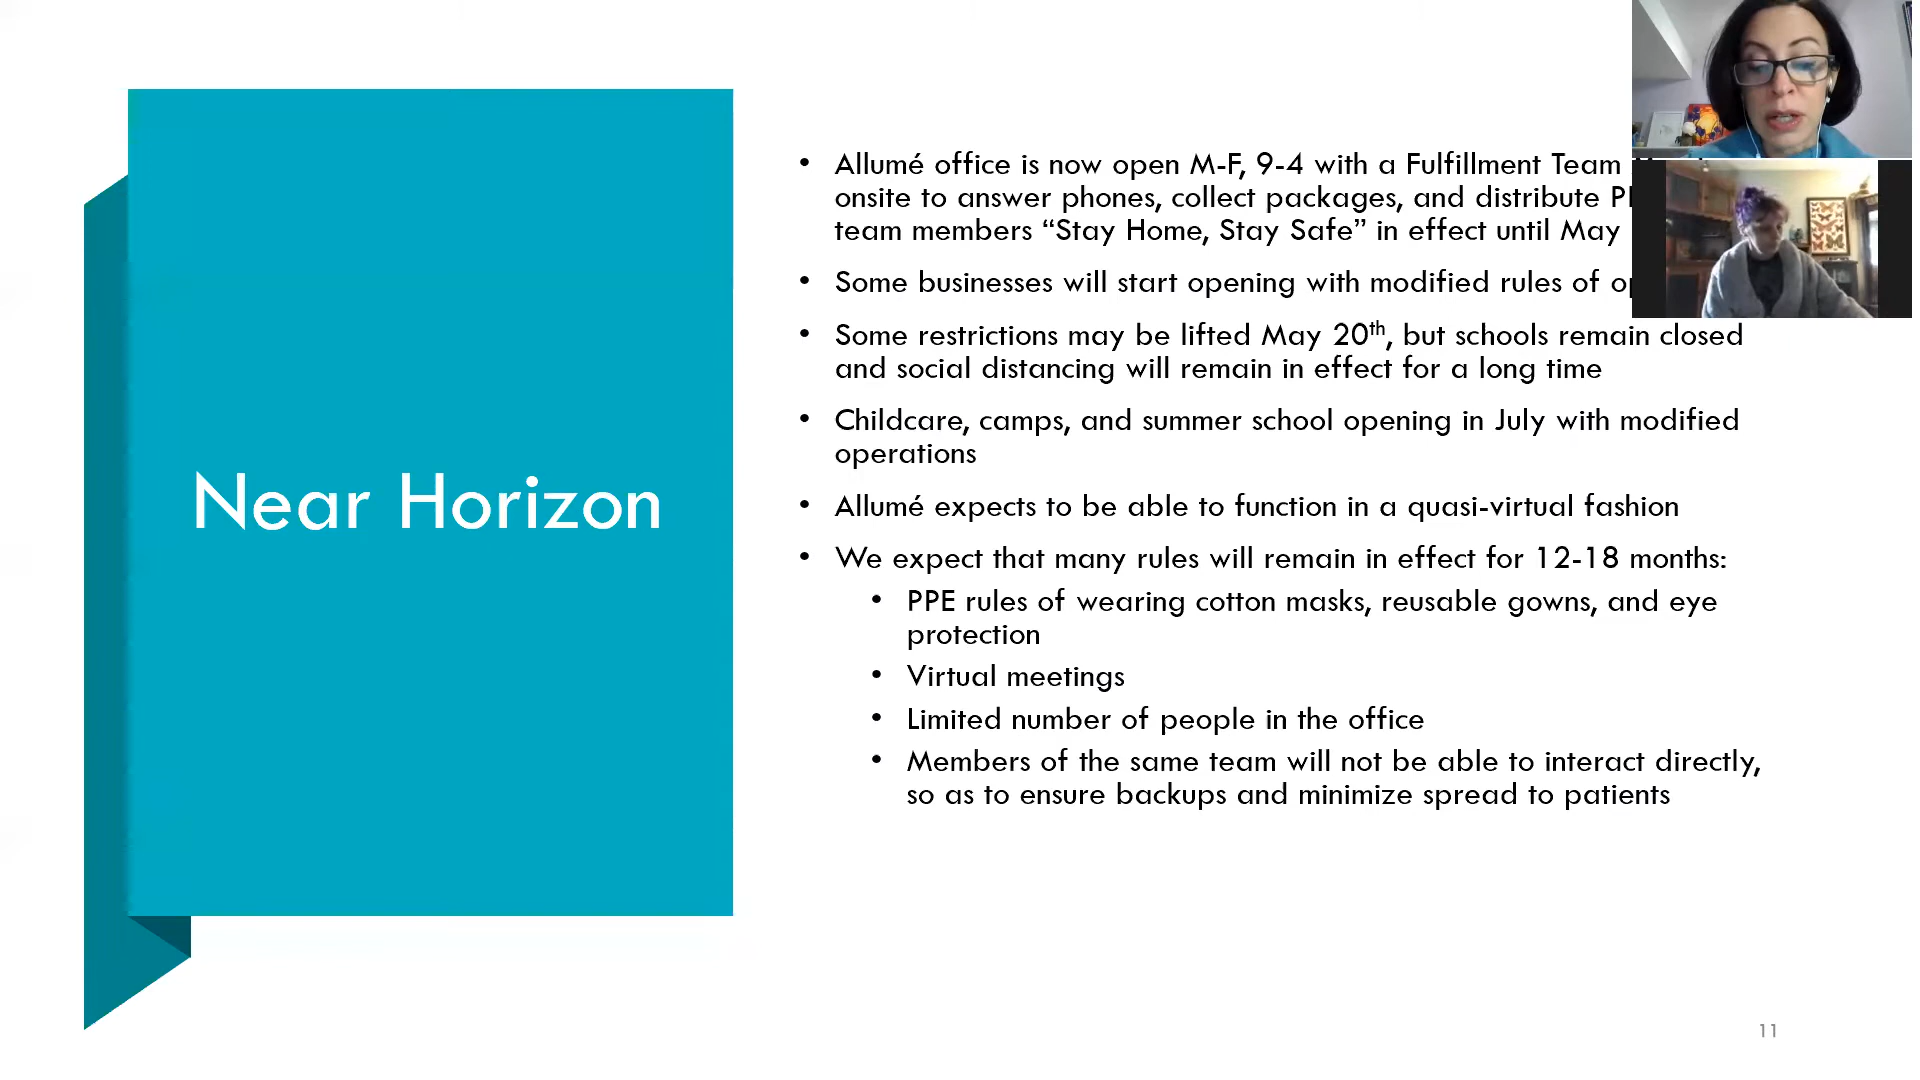 Near Horizon
• Allumé office is now open M-F, 9-4 with a Fulfillment Team
onsite to answer phones, collect packages, and distribute
team members “Stay Home, Stay Safe” in effect until May
• Some businesses will start opening with modified rules of
• Some restrictions may be lifted May 20th, but schools remain closed
and social distancing will remain in effect for a long time
• Childcare, camps, and summer school opening in July with modified
operations
• Allumé expects to be able to function in a quasi-virtual fashion
• We expect that many rules will remain in effect for 12-18 months:
• PPE rules of wearing cotton masks, reusable gowns, and eye
protection
• Virtual meetings
• Limited number of people in the office
• Members of the same team will not be able to interact directly,
so as to ensure backups and minimize spread to patients
11